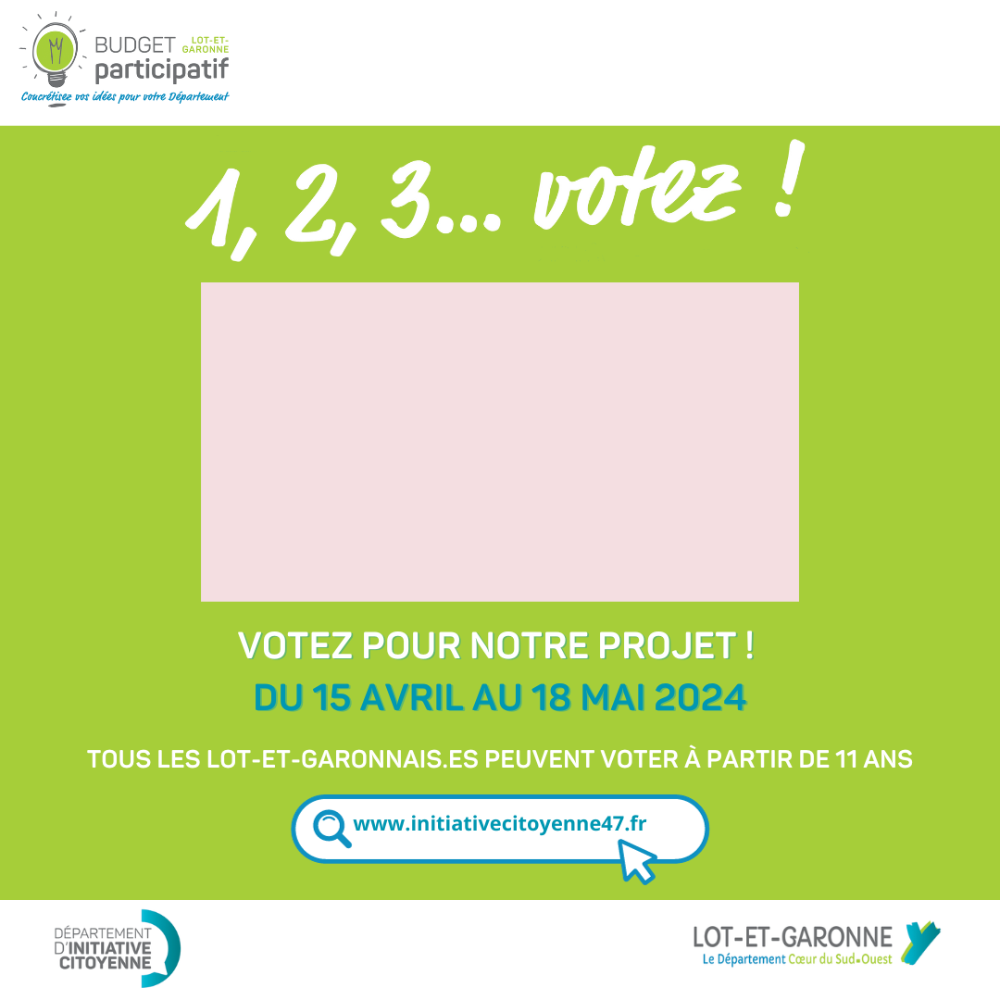 BUDGET LOT-ET-
GARONNE
participatif
Concrétisez vos idées pour votre Département
1, 2, 3... votez !
VOTEZ POUR NOTRE PROJET !
DU 15 AVRIL AU 18 MAI 2024
TOUS LES LOT-ET-GARONNAIS.ES PEUVENT VOTER À PARTIR DE 11 ANS
www.initiativecitoyenne47.fr
DÉPARTEMENT
D'INITIATIVE
CITOYENNE
LOT-ET-GARONNE
Le Département Cœur du Sud-Ouest